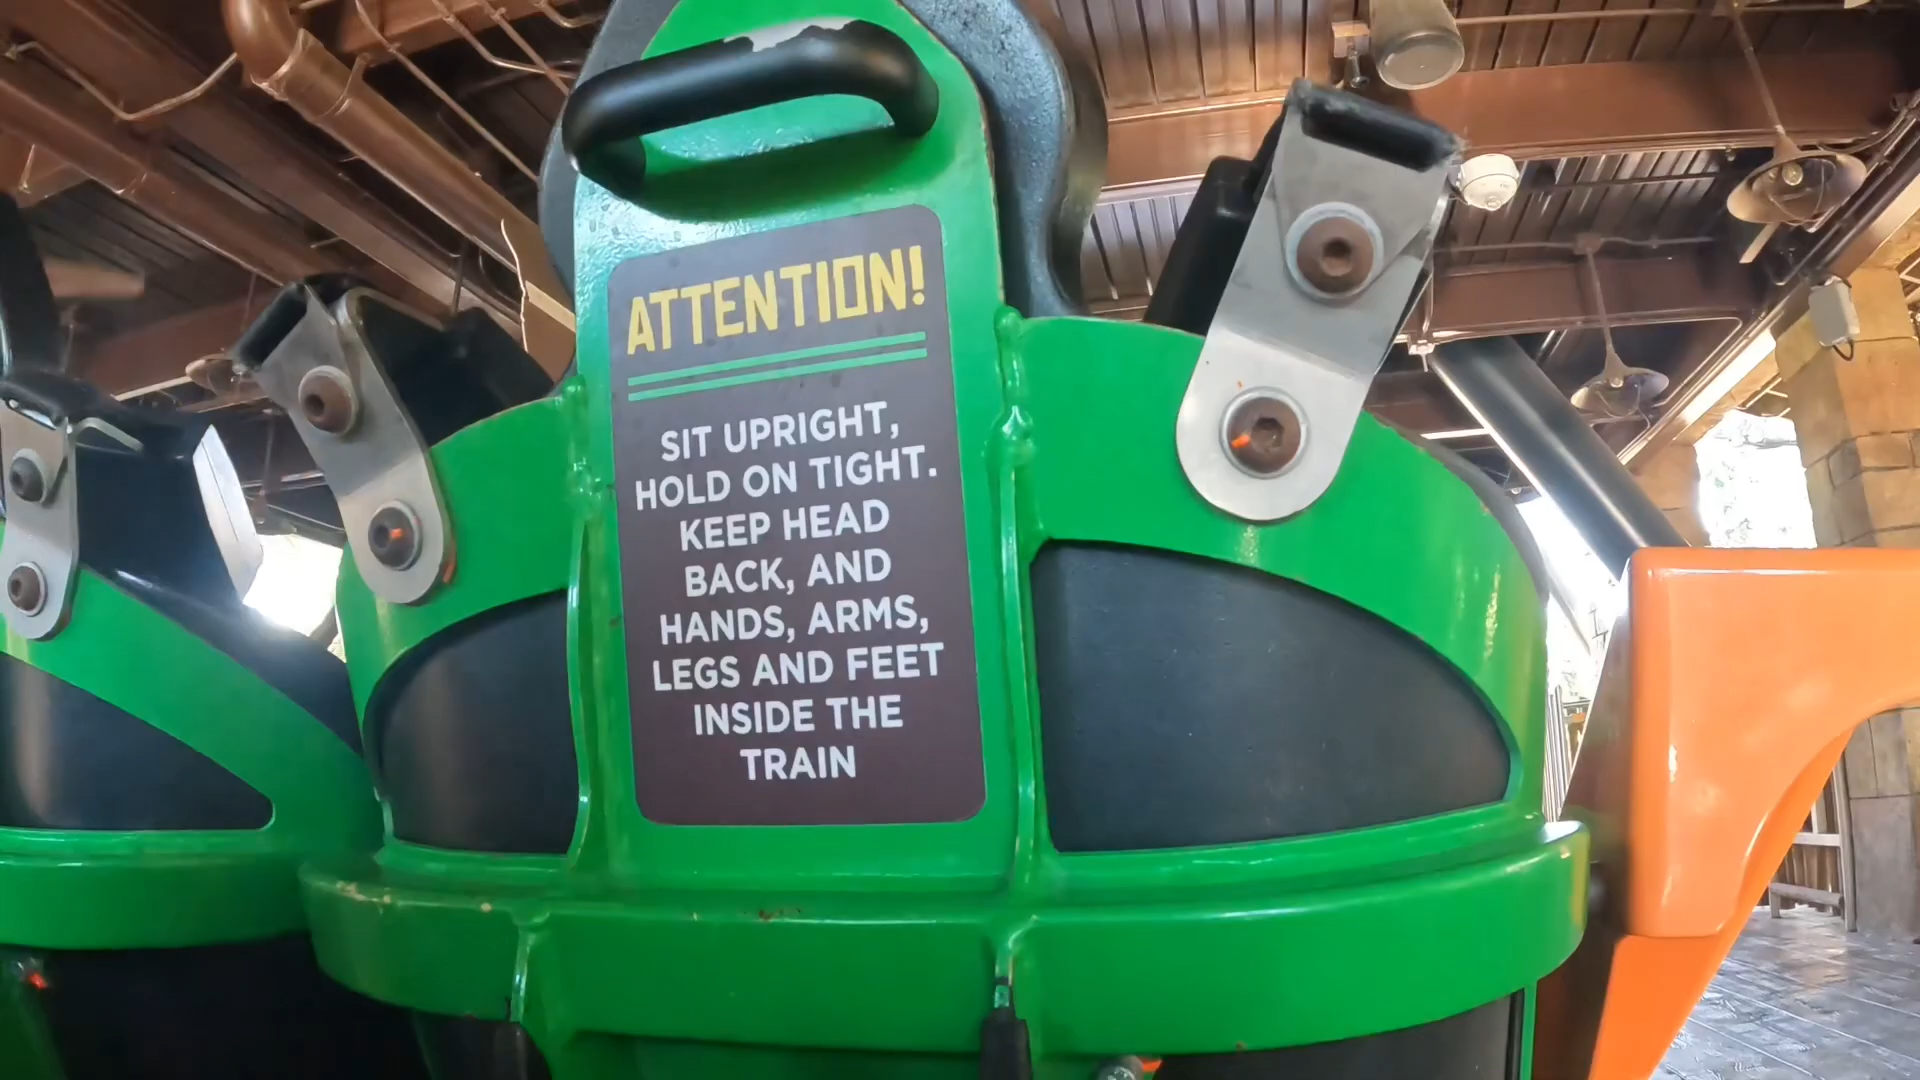 ATTENTION!
SIT UPRIGHT,
HOLD ON TIGHT.
KEEP HEAD
BACK, AND
HANDS, ARMS,
LEGS AND FEET
INSIDE THE
TRAIN